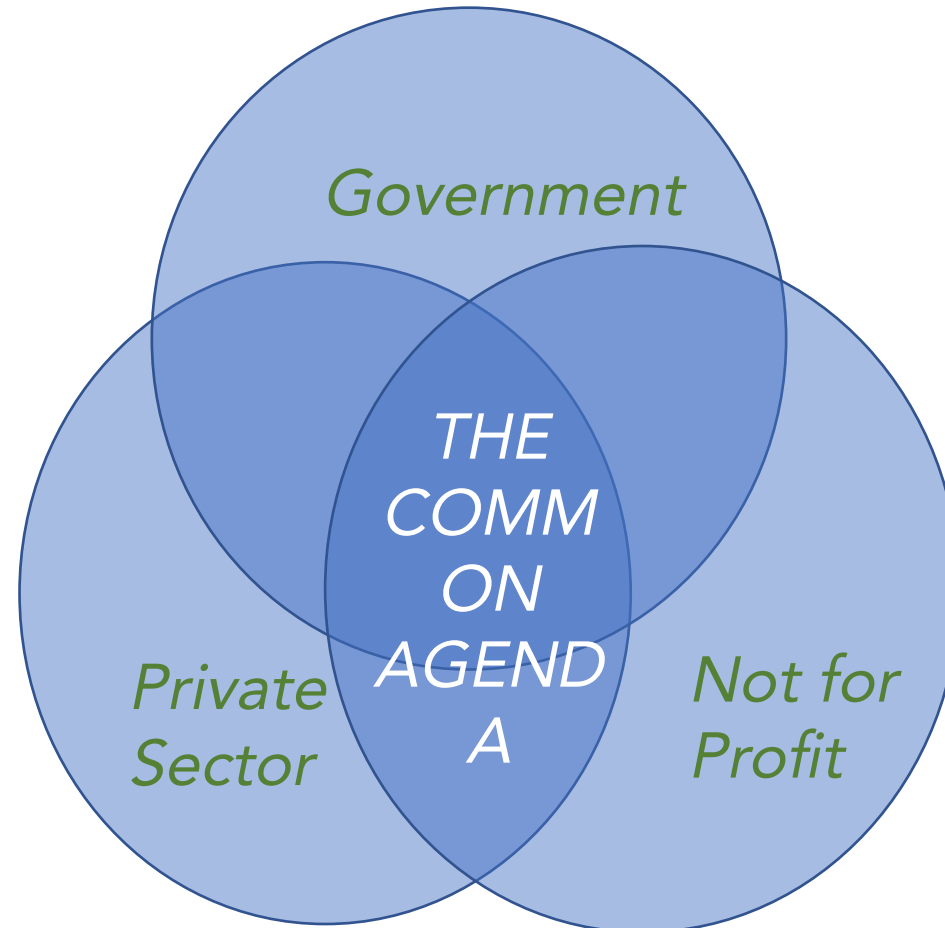 Government
THE
COMM
ON
AGEND
A
Private
Sector
Not for
Profit